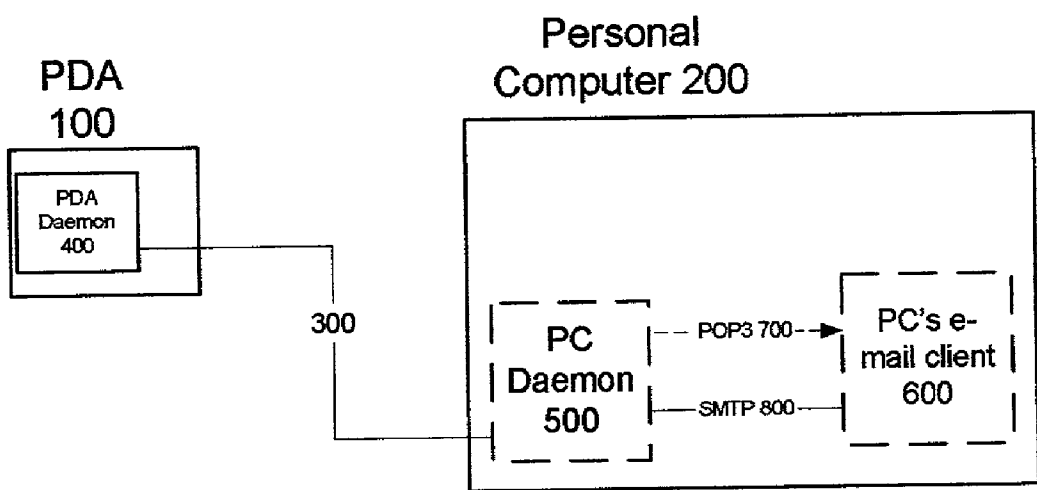 Personal
Computer 200
PDA
100
PDA
Daemon
400
300
PC
Daemon
500
POP3 700
SMTP 800
PC's e-
mail client
600